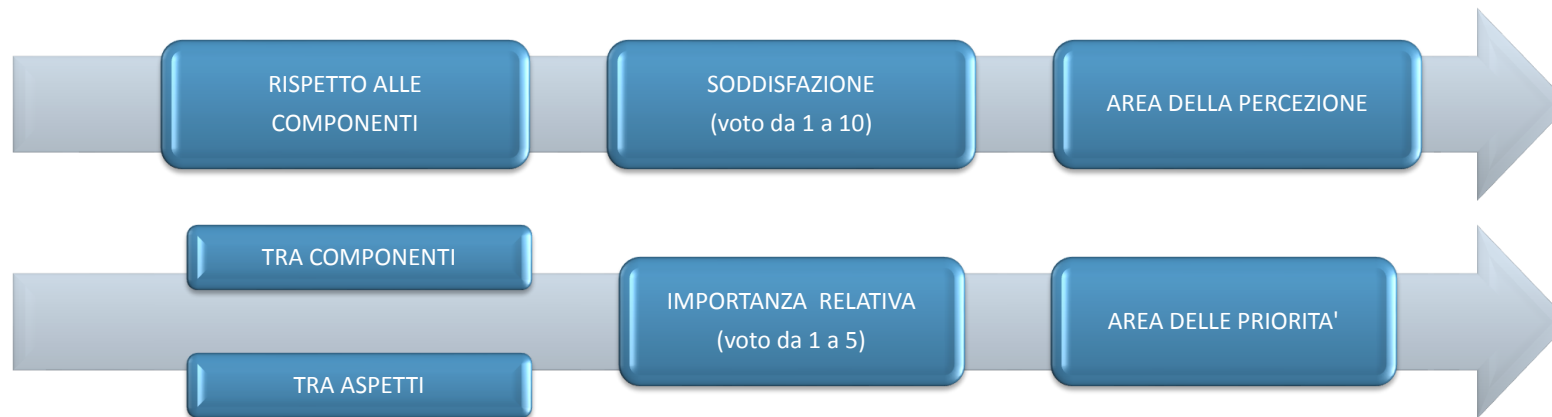 RISPETTO ALLE
COMPONENTI
SODDISFAZIONE
(voto da 1 a 10)
AREA DELLA PERCEZIONE
TRA COMPONENTI
TRA ASPETTI
IMPORTANZA  RELATIVA
(voto da 1 a 5)
AREA DELLE PRIORITA'